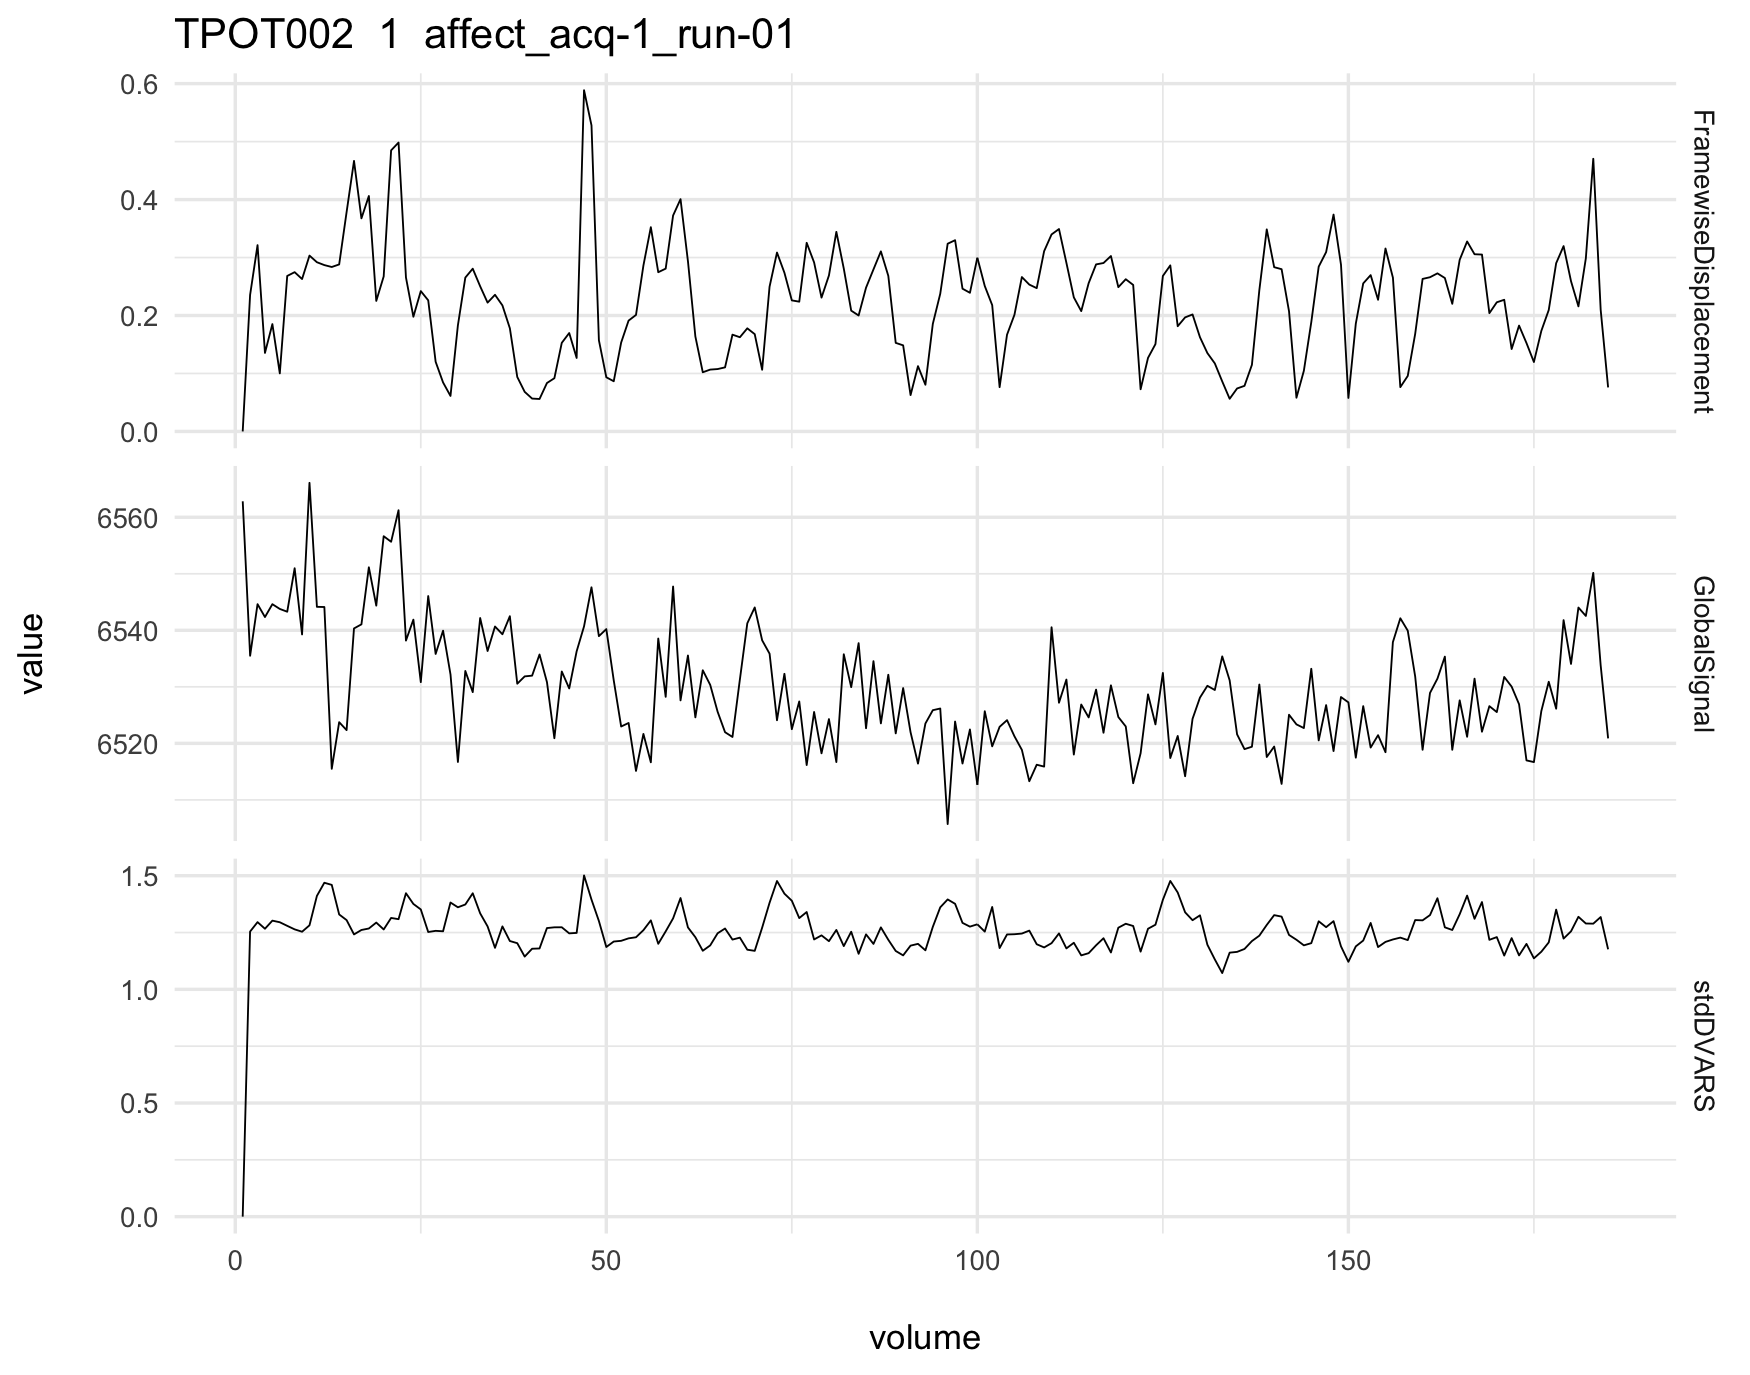 TPOT002  1  affect_acq-1_run-01
0.6
0.4
0.2
0.0
FramewiseDisplacement
6560
6540
6520
GlobalSignal
value
1.5
1.0
0.5
0.0
stdDVARS
0 50 100 150
volume